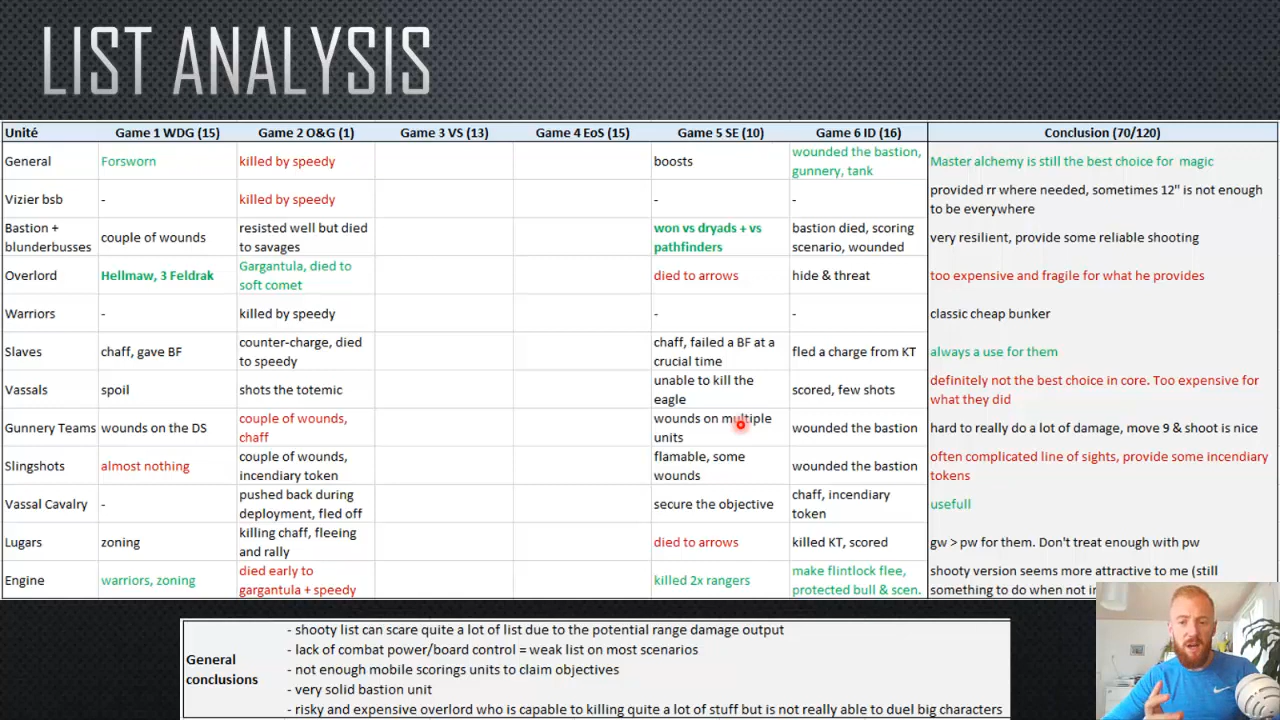 LIST ANALYSIS
Unité Game 1 WDG (15) Game 2 O&G (1) Game 3 VS (13) Game 4 EoS (15) Game 5 SE (10) Game 6 ID (16) Conclusion (70/120)
General Forsworn killed by speedy boosts wounded the bastion, gunnery, tank Master alchemy is still the best choice for magic
Vizier bsb - killed by speedy - - provided rr where needed, sometimes 12" is not enough to be everywhere
Bastion + blunderbusses couple of wounds resisted well but died to savages won vs dryads + vs pathfinders bastion died, scoring scenario, wounded very resilient, provide some reliable shooting
Overlord Hellmaw, 3 Feldrak Gargantula, died to soft comet died to arrows hide & threat too expensive and fragile for what he provides
Warriors - killed by speedy - - classic cheap bunker
Slaves chaff, gave BF counter-charge, died to speedy chaff, failed a BF at a crucial time fled a charge from KT always a use for them
Vassals spoil shots the totemic unable to kill the eagle scored, few shots definitely not the best choice in core. Too expensive for what they did
Gunnery Teams wounds on the DS couple of wounds, chaff wounds on multiple units wounded the bastion hard to really do a lot of damage, move 9 & shoot is nice
Slingshots almost nothing couple of wounds, incendiary token flamable, some wounds wounded the bastion often complicated line of sights, provide some incendiary tokens
Vassal Cavalry - pushed back during deployment, fled off secure the objective chaff, incendiary token usefull
Lugars zoning killing chaff, fleeing and rally died to arrows killed KT, scored gw > pw for them. Don't treat enough with pw
Engine warriors, zoning died early to gargantula + speedy killed 2x rangers make flintlock flee, protected bull & scen. shooty version seems more attractive to me (still something to do when not in
General conclusions
- shooty list can scare quite a lot of list due to the potential range damage output
- lack of combat power/board control = weak list on most scenarios
- not enough mobile scorings units to claim objectives
- very solid bastion unit
- risky and expensive overlord who is capable to killing quite a lot of stuff but is not really able to duel big characters